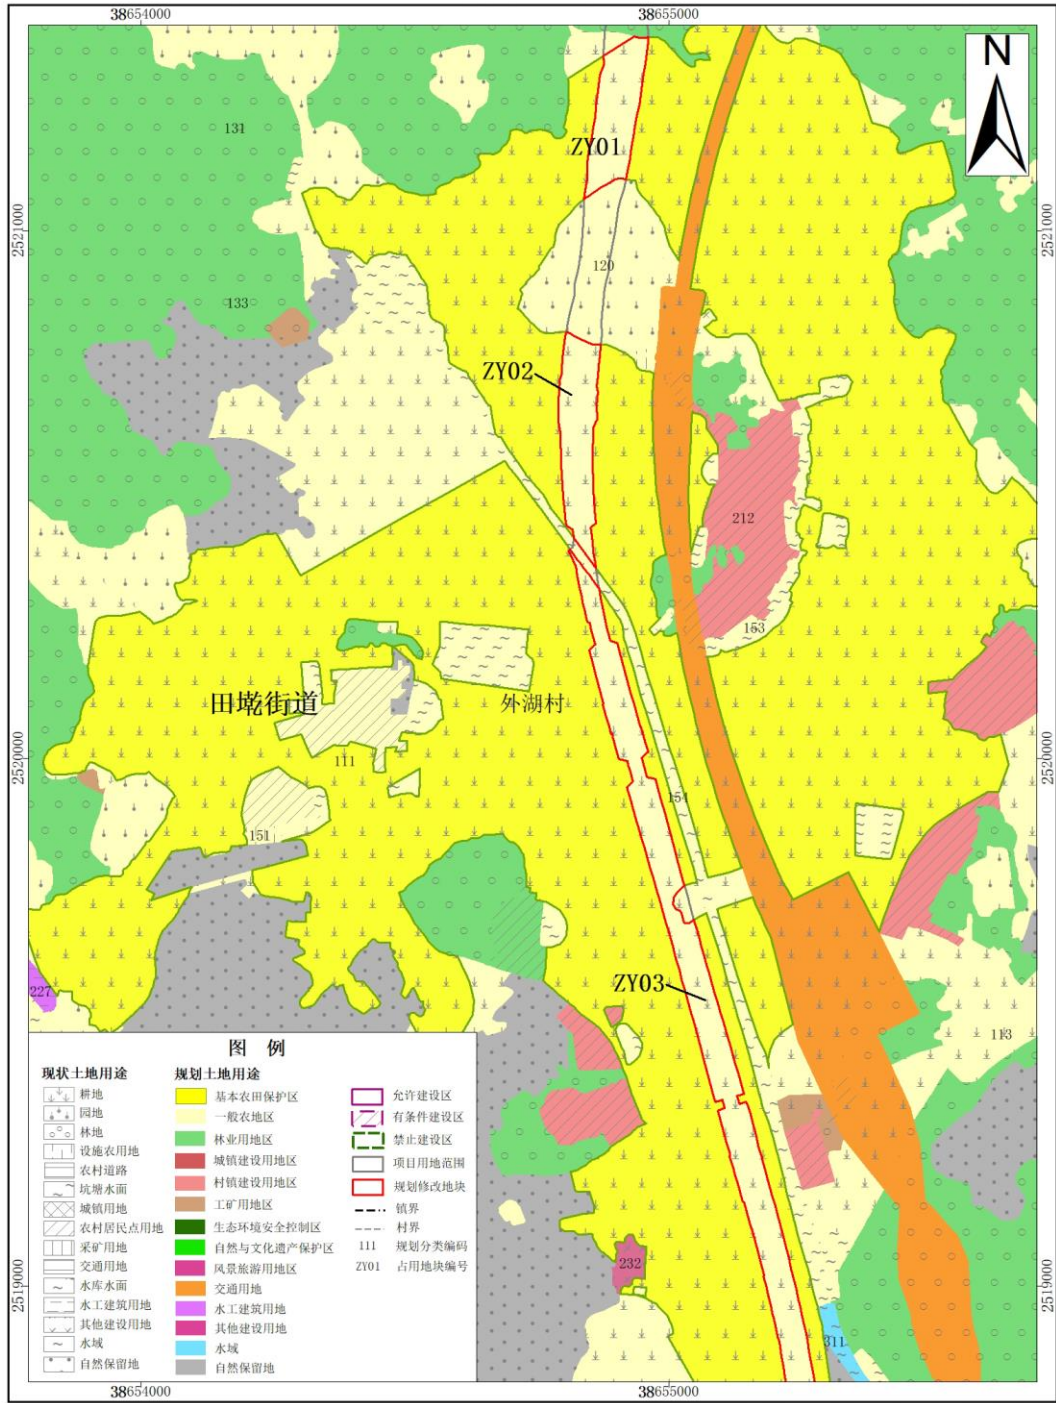 38654000
38655000
N
131
ZY01
2521000
2521000
120
133
ZY02
212
153
田墘街道
外湖村
111
2520000
2520000
154
151
227
ZY03
113
图 例
现状土地用途
耕地
园地
林地
设施农用地
农村道路
坑塘水面
城镇用地
农村居民点用地
采矿用地
交通用地
水库水面
水工建筑用地
其他建设用地
水域
自然保留地
规划土地用途
基本农田保护区
一般农地区
林业用地区
城镇建设用地区
村镇建设用地区
工矿用地区
生态环境安全控制区
自然与文化遗产保护区
风景旅游用地区
交通用地
水工建筑用地
其他建设用地
水域
自然保留地
允许建设区
有条件建设区
禁止建设区
项目用地范围
规划修改地块
镇界
村界
111 规划分类编码
ZY01 占用地块编号
232
2519000
2519000
311
38654000
38655000